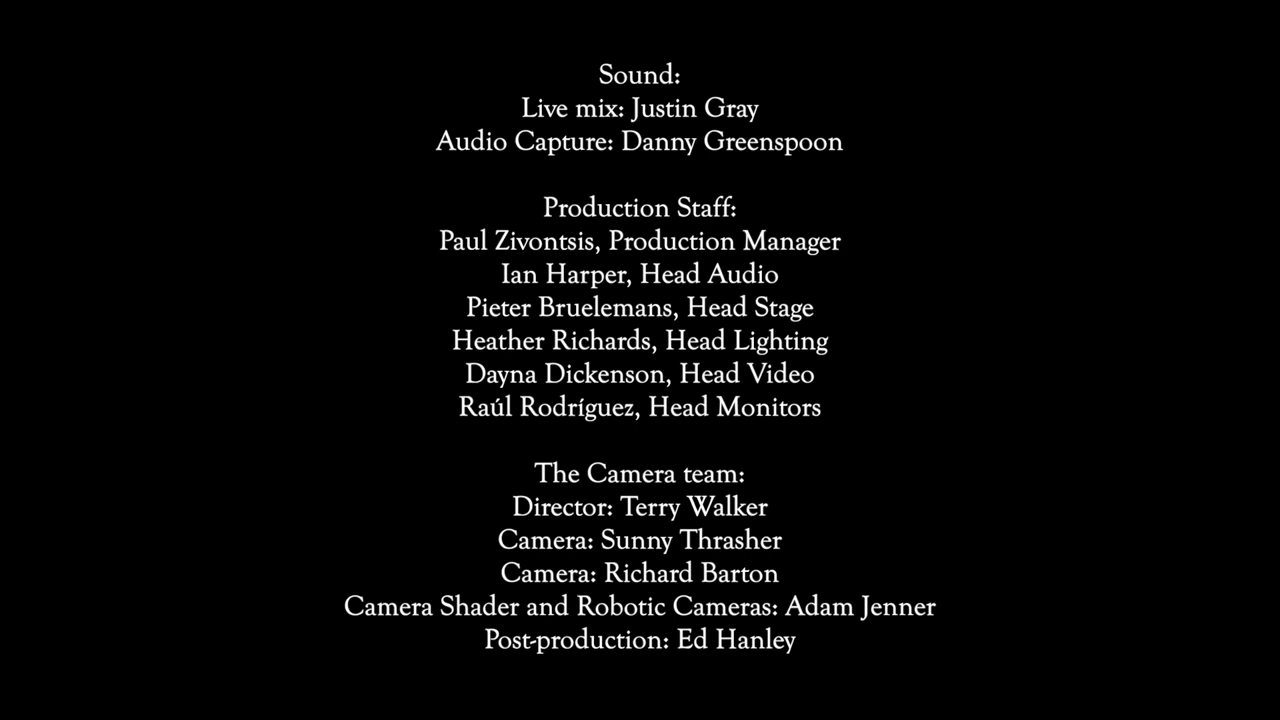 Sound:
Live mix: Justin Gray
Audio Capture: Danny Greenspoon
Production Staff:
Paul Zivontsis, Production Manager
Ian Harper, Head Audio
Pieter Bruelemans, Head Stage
Heather Richards, Head Lighting
Dayna Dickenson, Head Video
Raúl Rodríguez, Head Monitors
The Camera team:
Director: Terry Walker
Camera: Sunny Thrasher
Camera: Richard Barton
Camera Shader and Robotic Cameras: Adam Jenner
Post-production: Ed Hanley